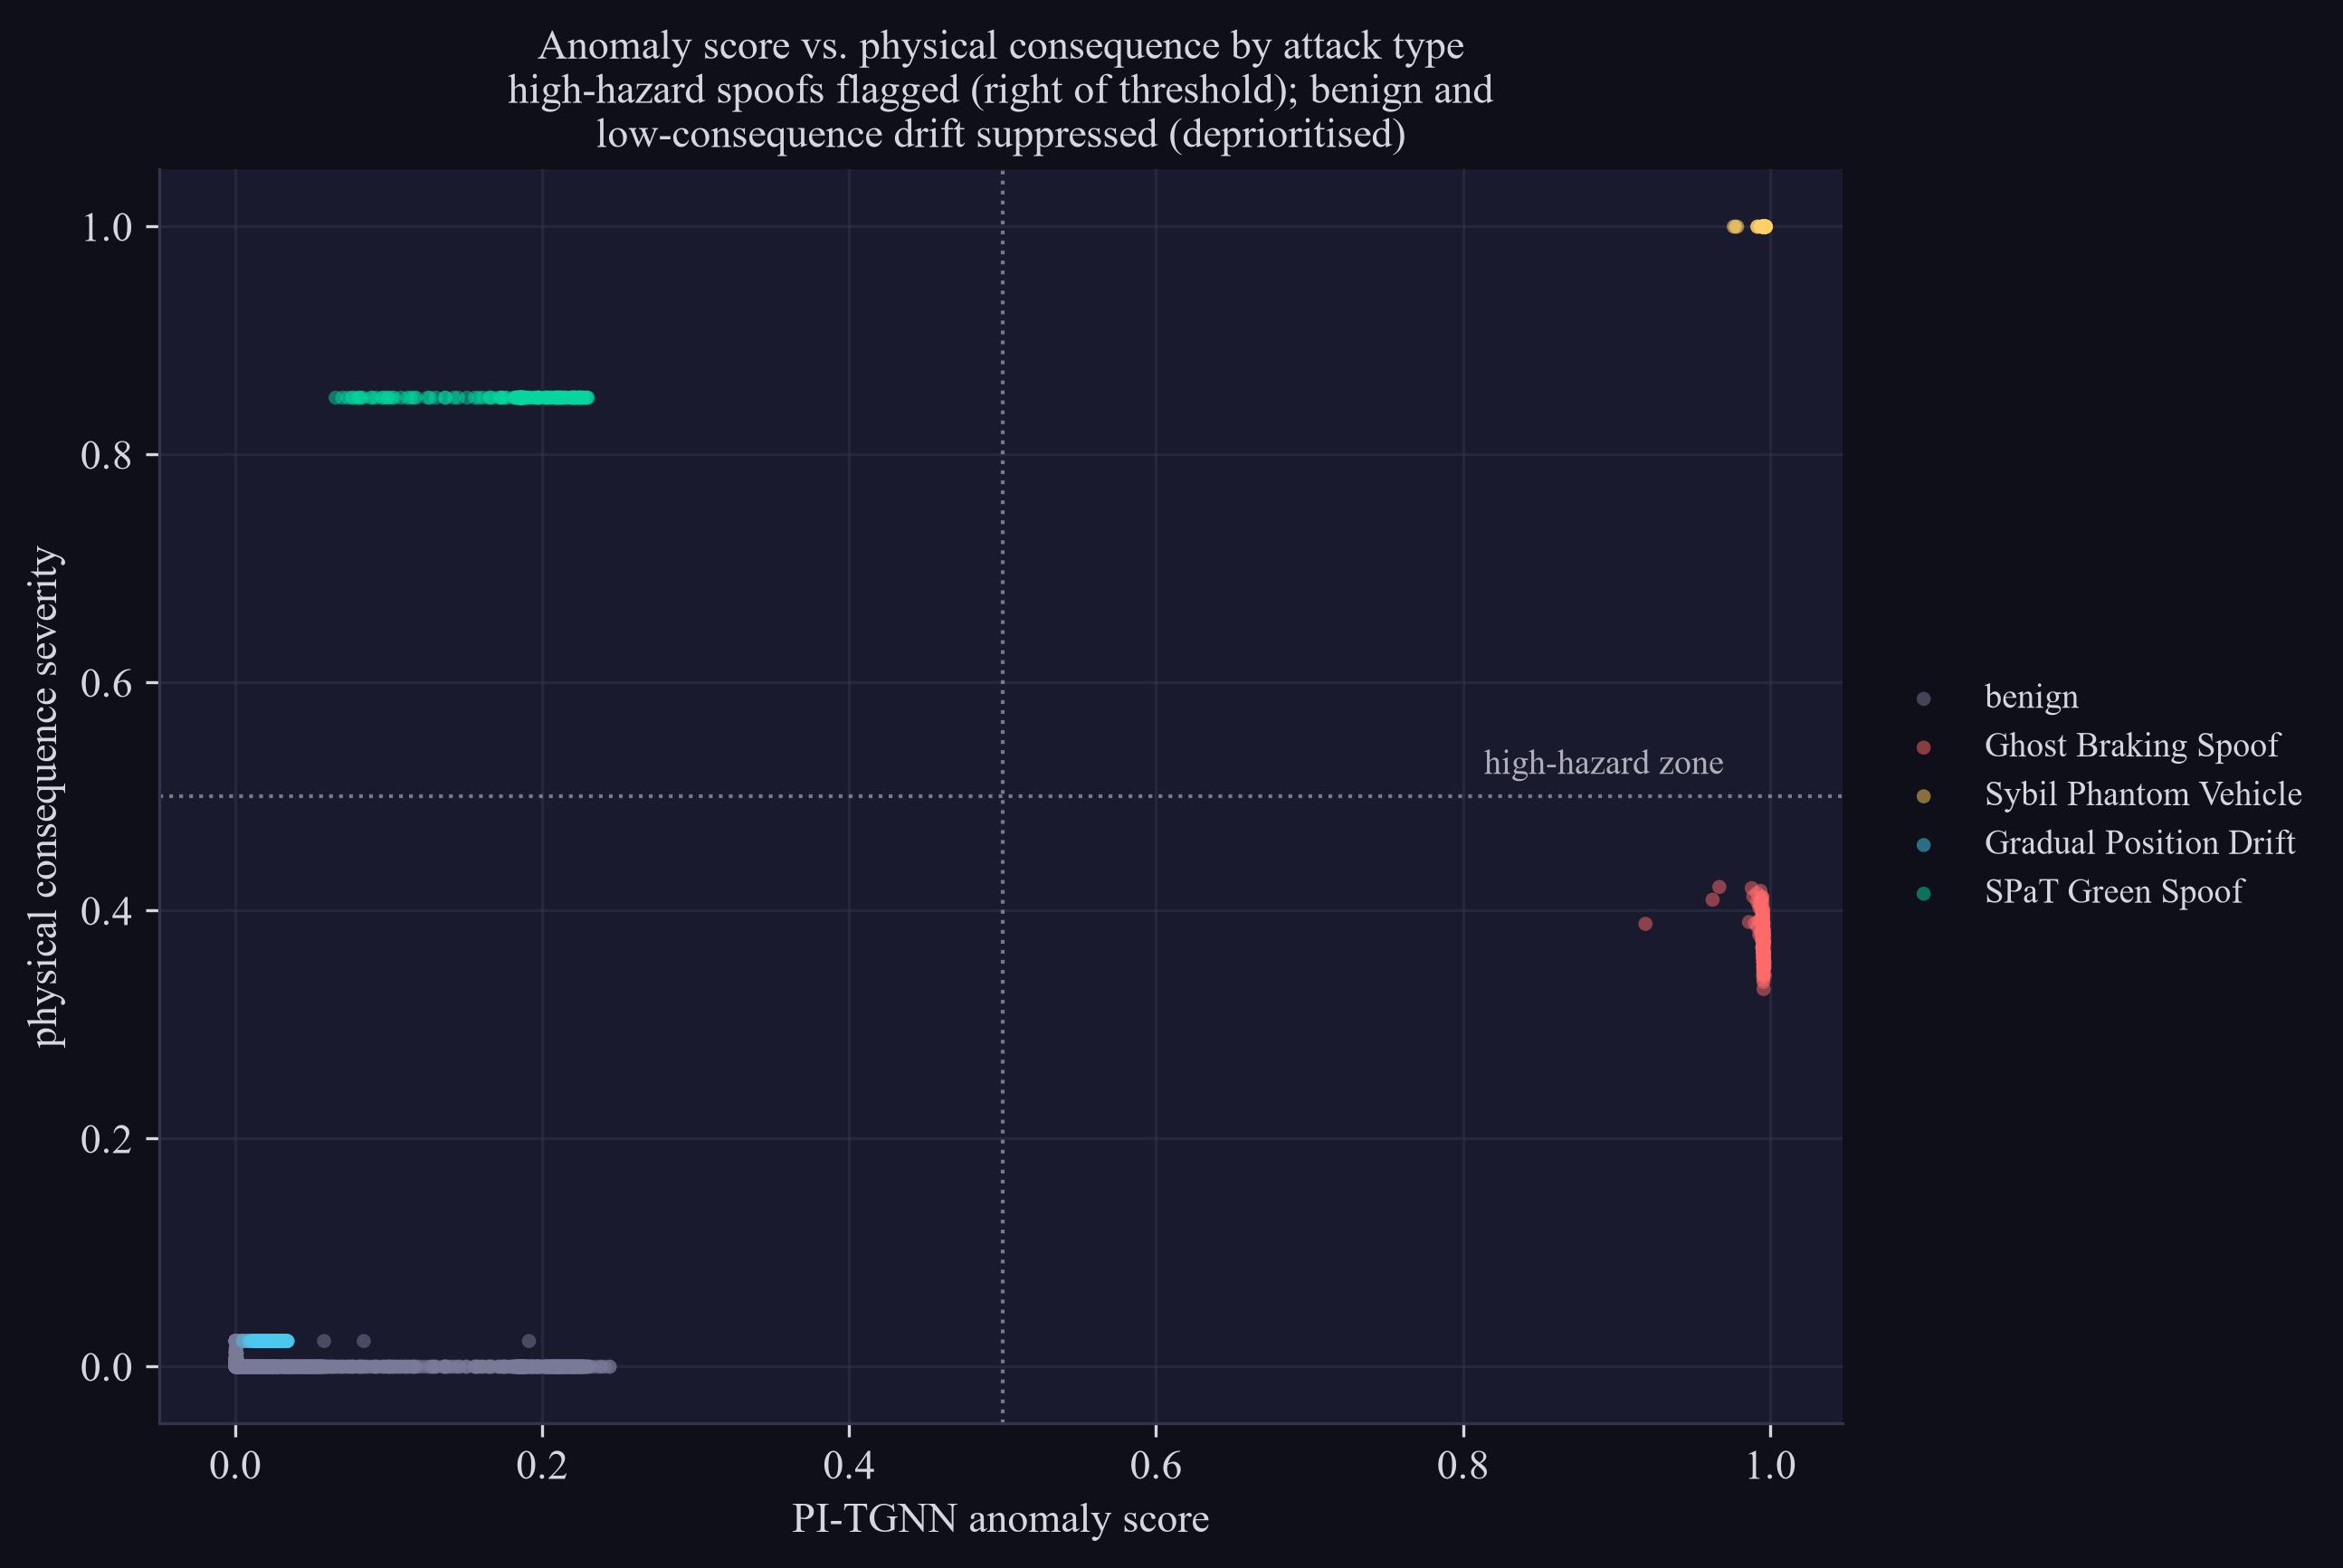 Anomaly score vs. physical consequence by attack type
high-hazard spoofs flagged (right of threshold); benign and
low-consequence drift suppressed (deprioritised)
physical consequence severity
1.0
0.8
0.6
0.4
0.2
0.0
high-hazard zone
0.0
0.2
0.4
0.6
0.8
1.0
PI-TGNN anomaly score
benign
Ghost Braking Spoof
Sybil Phantom Vehicle
Gradual Position Drift
SPaT Green Spoof